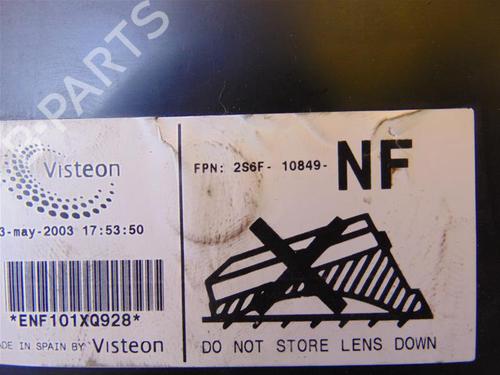 B-PARTS
Visteon
FPN: 2S6F- 10849- NF
3-may-2003 17:53:50
*ENF101XQ928*
ADE IN SPAIN BY Visteon
DO NOT STORE LENS DOWN